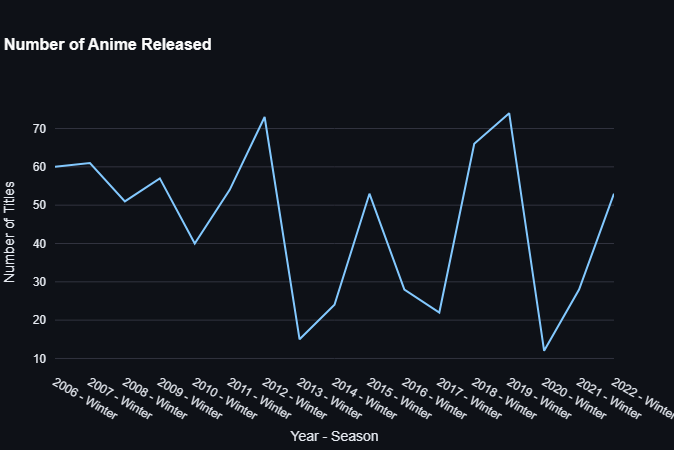 Number of Anime Released
Number of Titles
70
60
50
40
30
20
10
2006 - Winter
2007 - Winter
2008 - Winter
2009 - Winter
2010 - Winter
2011 - Winter
2012 - Winter
2013 - Winter
2014 - Winter
2015 - Winter
2016 - Winter
2017 - Winter
2018 - Winter
2019 - Winter
2020 - Winter
2021 - Winter
2022 - Winter
Year - Season